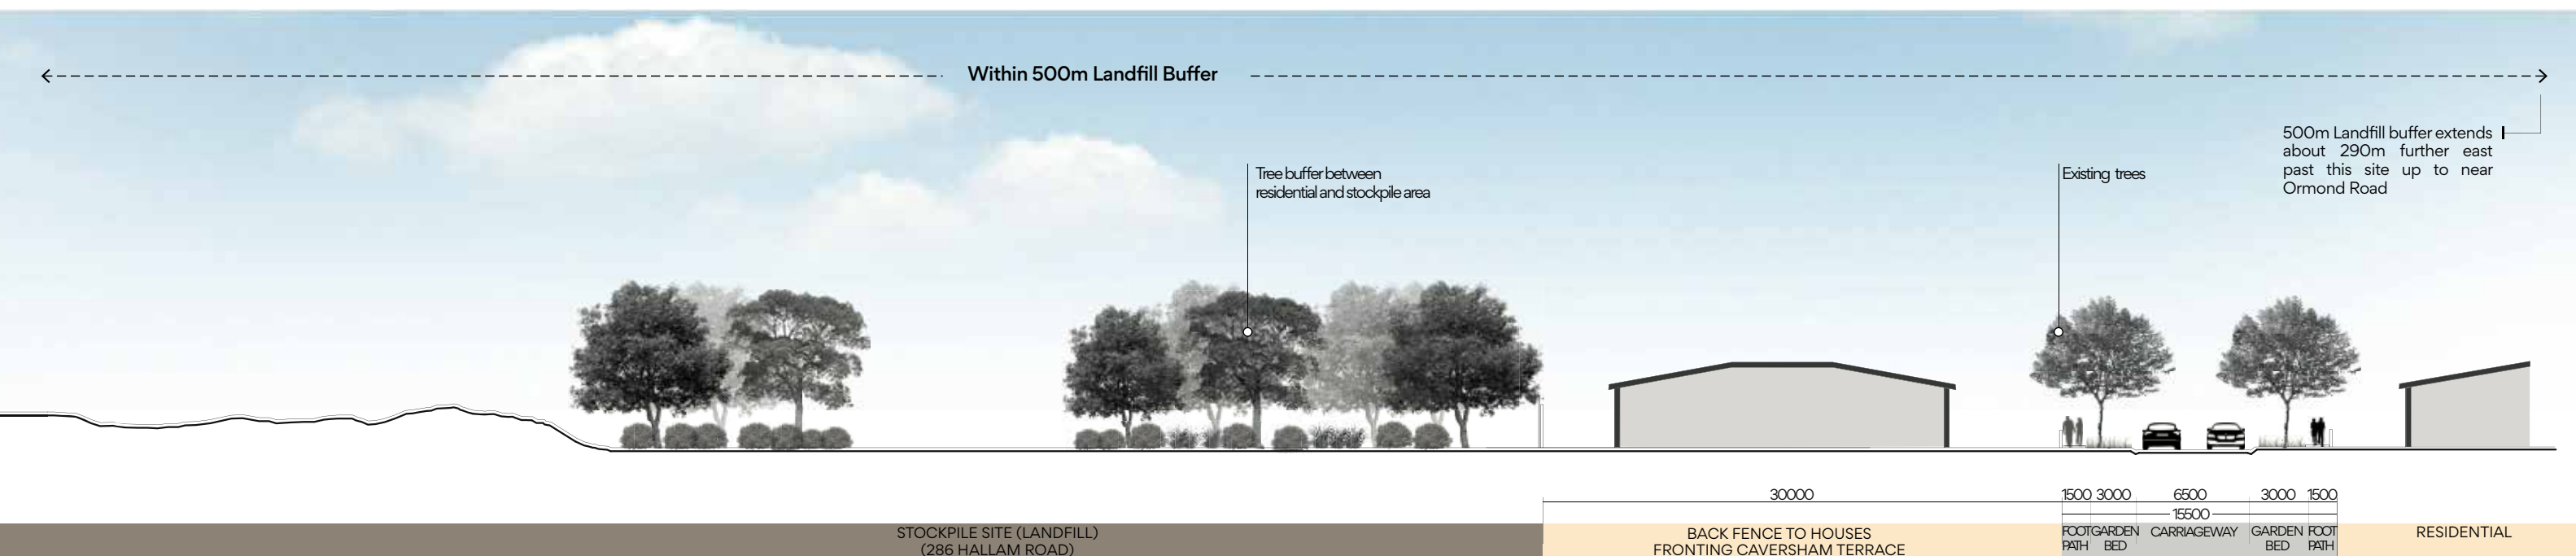 Within 500m Landfill Buffer
500m Landfill buffer extends
about 290m further east
past this site up to near
Ormond Road
Tree buffer between
residential and stockpile area
Existing trees
30000
1500 3000 6500 3000 1500
15500
STOCKPILE SITE (LANDFILL)
(286 HALLAM ROAD)
BACK FENCE TO HOUSES
FRONTING CAVERSHAM TERRACE
FOOT
PATH
GARDEN
BED
CARRIAGEWAY
GARDEN
BED
FOOT
PATH
RESIDENTIAL